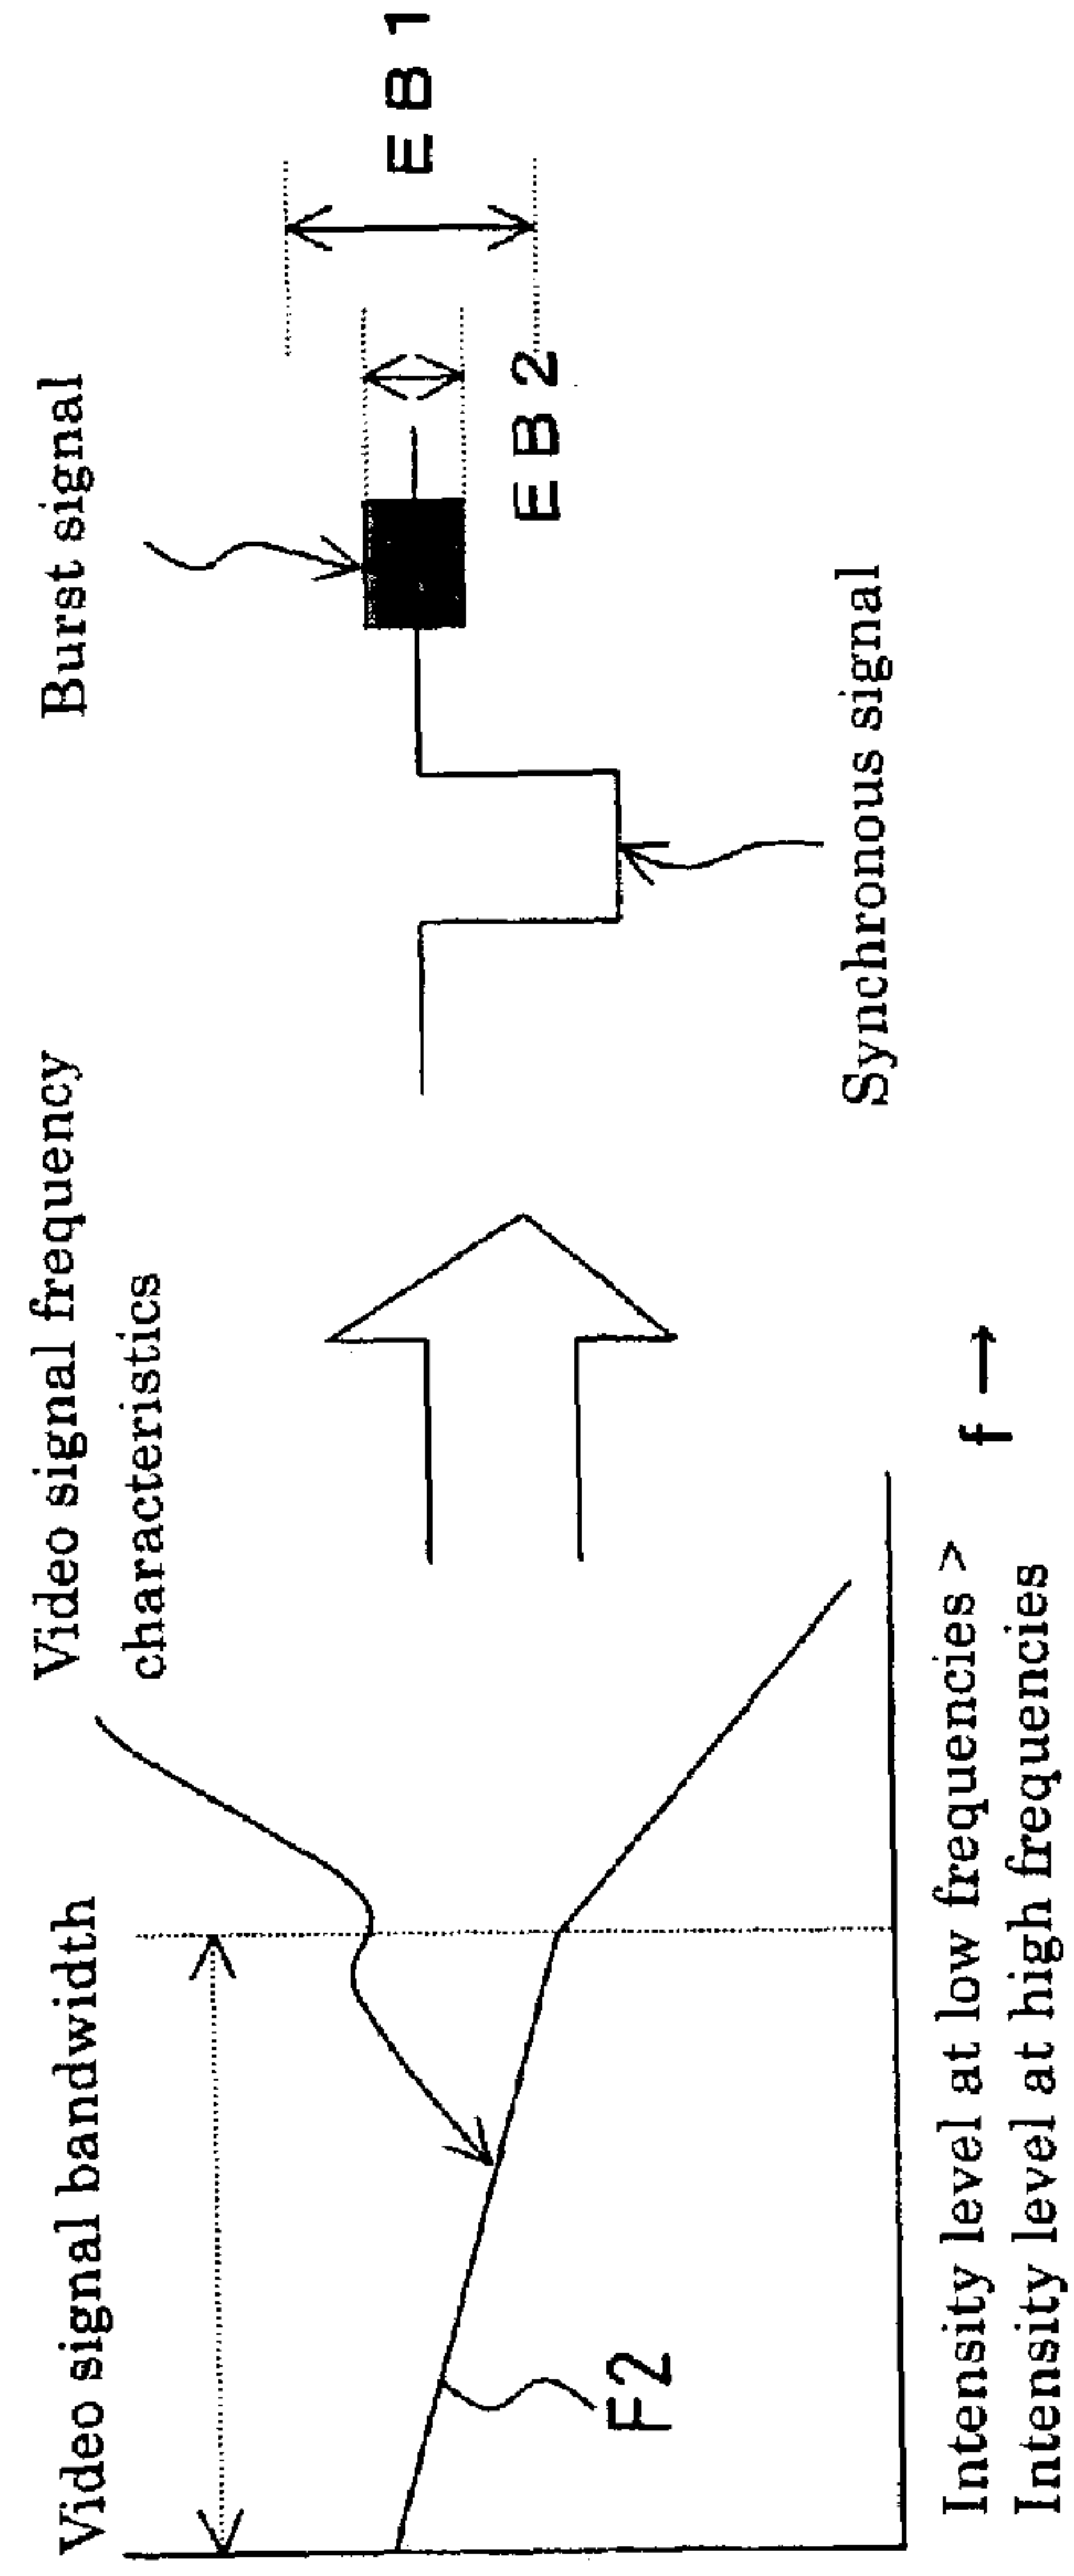 Video signal bandwidth
Video signal frequency
characteristics
F2
Intensity level at low frequencies >
Intensity level at high frequencies
f →
Burst signal
EB1
EB2
Synchronous signal